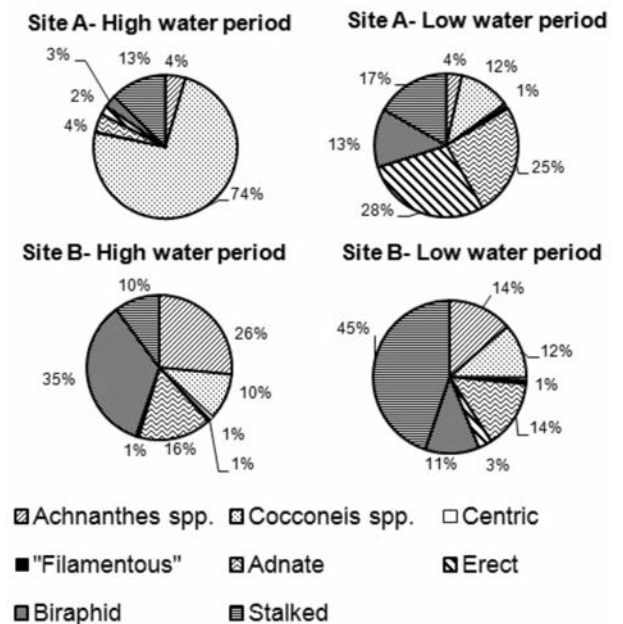 Site A- High water period
3% 13% 4%
2%
4%
74%
Site A- Low water period
4% 12%
17% 1%
13% 25%
28%
Site B- High water period
10%
26%
35% 10%
1% 16% 1%
1%
Site B- Low water period
14%
45%
12%
1%
14%
11% 3%
Achnanthes spp. Cocconeis spp. Centric
"Filamentous" Adnate Erect
Biraphid Stalked